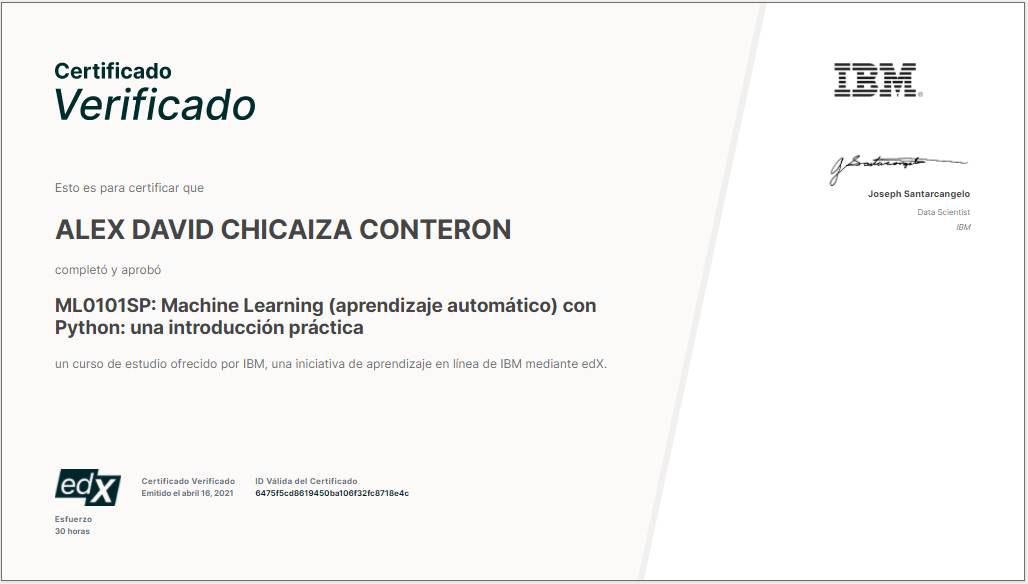 Certificado
Verificado
Esto es para certificar que
ALEX DAVID CHICAIZA CONTERON
completó y aprobó
ML0101SP: Machine Learning (aprendizaje automático) con
Python: una introducción práctica
un curso de estudio ofrecido por IBM, una iniciativa de aprendizaje en línea de IBM mediante edX.
edX
Certificado Verificado
Emitido el abril 16, 2021
ID Válida del Certificado
6475f5cd8619450ba106f32fc8718e4c
Esfuerzo
30 horas
IBM®
J Santarcangelo
Joseph Santarcangelo
Data Scientist
IBM